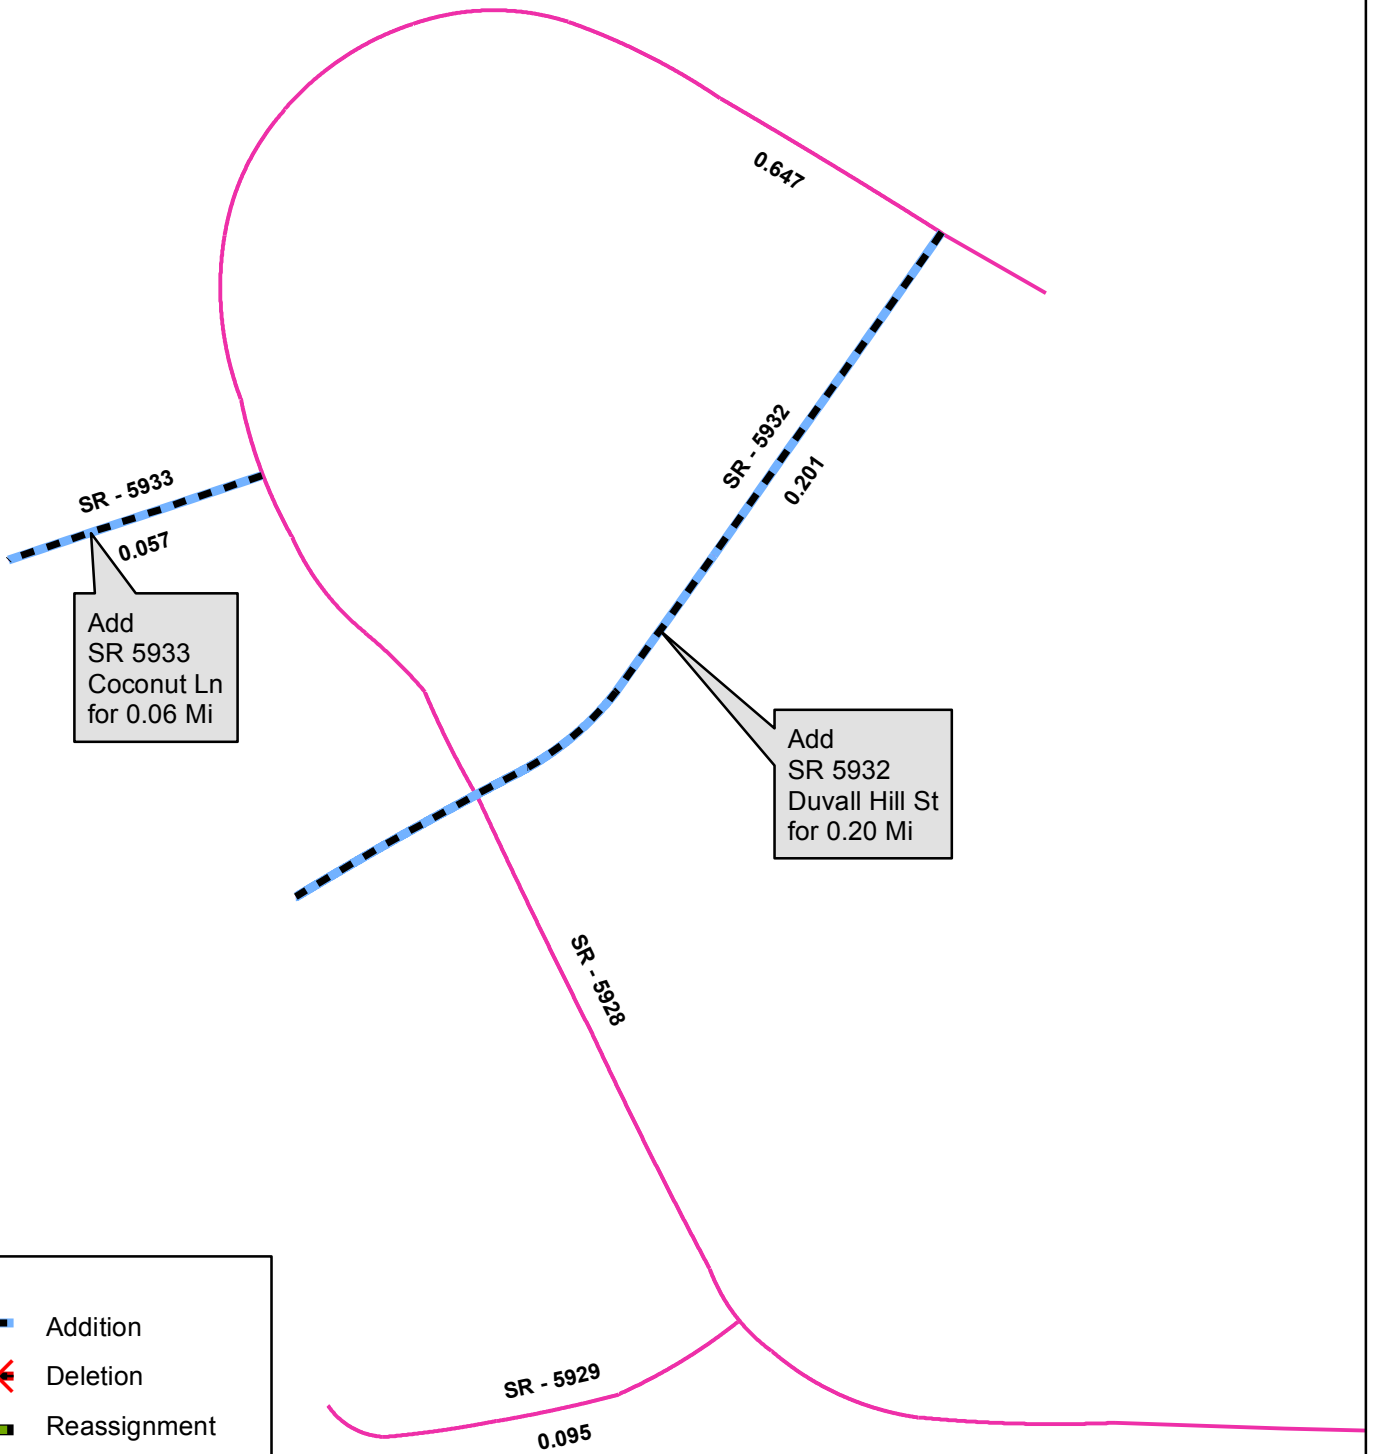 0.647
SR - 5932
0.201
SR - 5933
0.057
Add
SR 5933
Coconut Ln
for 0.06 Mi
Add
SR 5932
Duvall Hill St
for 0.20 Mi
SR - 5928
Addition
Deletion
Reassignment
SR - 5929
0.095